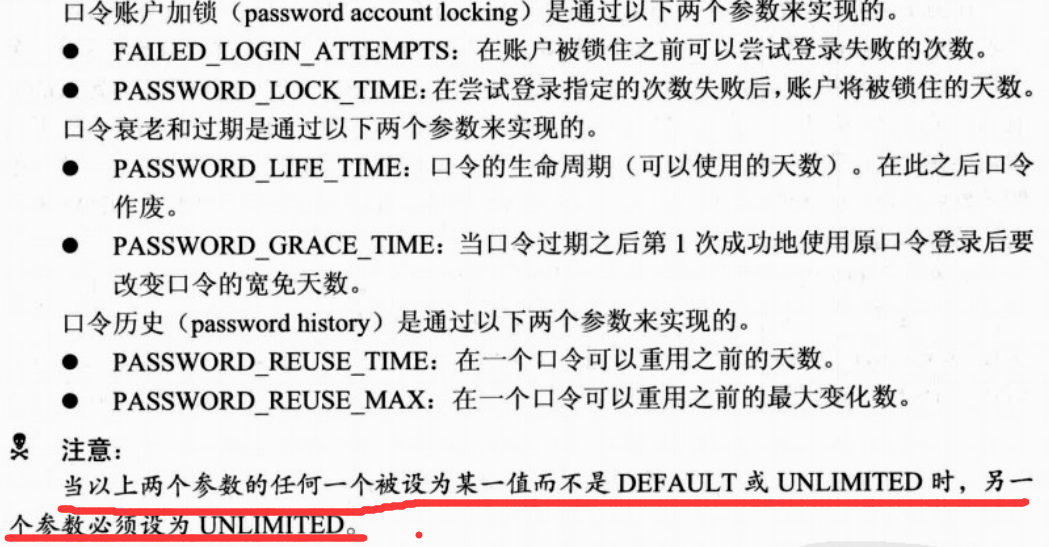 口令账户加锁（password account locking）是通过以下两个参数来实现的。
● FAILED_LOGIN_ATTEMPTS：在账户被锁住之前可以尝试登录失败的次数。
● PASSWORD_LOCK_TIME：在尝试登录指定的次数失败后，账户将被锁住的天数。
口令衰老和过期是通过以下两个参数来实现的。
● PASSWORD_LIFE_TIME：口令的生命周期（可以使用的天数）。在此之后口令
作废。
● PASSWORD_GRACE_TIME：当口令过期之后第 1 次成功地使用原口令登录后要
改变口令的宽免天数。
口令历史（password history）是通过以下两个参数来实现的。
● PASSWORD_REUSE_TIME：在一个口令可以重用之前的天数。
● PASSWORD_REUSE_MAX：在一个口令可以重用之前的最大变化数。
注意：
当以上两个参数的任何一个被设为某一值而不是 DEFAULT 或 UNLIMITED 时，另一
个参数必须设为 UNLIMITED。